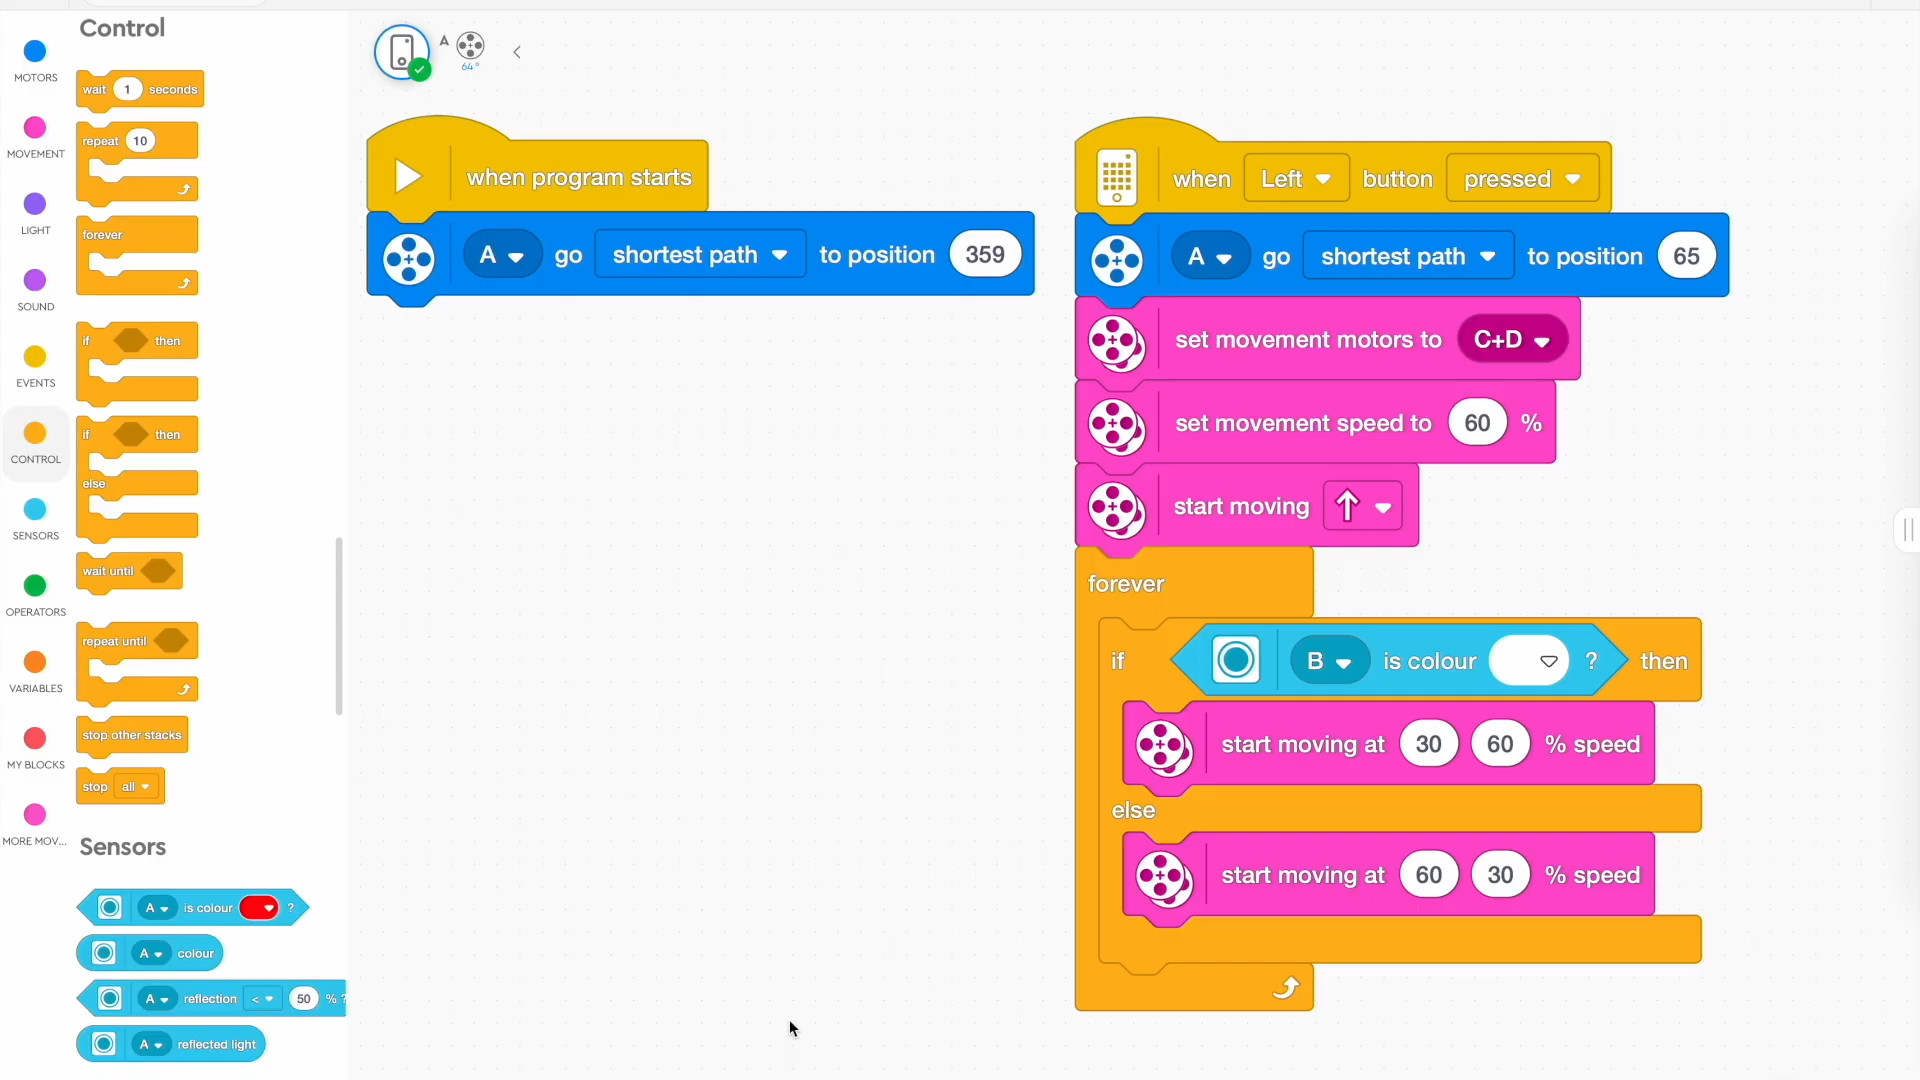 Control
MOTORS
MOVEMENT
LIGHT
SOUND
EVENTS
CONTROL
SENSORS
OPERATORS
VARIABLES
MY BLOCKS
MORE MOV...
wait 1 seconds
repeat 10
forever
if then
if then
else
wait until
repeat until
stop other stacks
stop all
Sensors
A is colour ?
A colour
A reflection < 50 % ?
A reflected light
A
64°
when program starts
A go shortest path to position 359
when Left button pressed
A go shortest path to position 65
set movement motors to C+D
set movement speed to 60 %
start moving
forever
if B is colour ? then
start moving at 30 60 % speed
else
start moving at 60 30 % speed